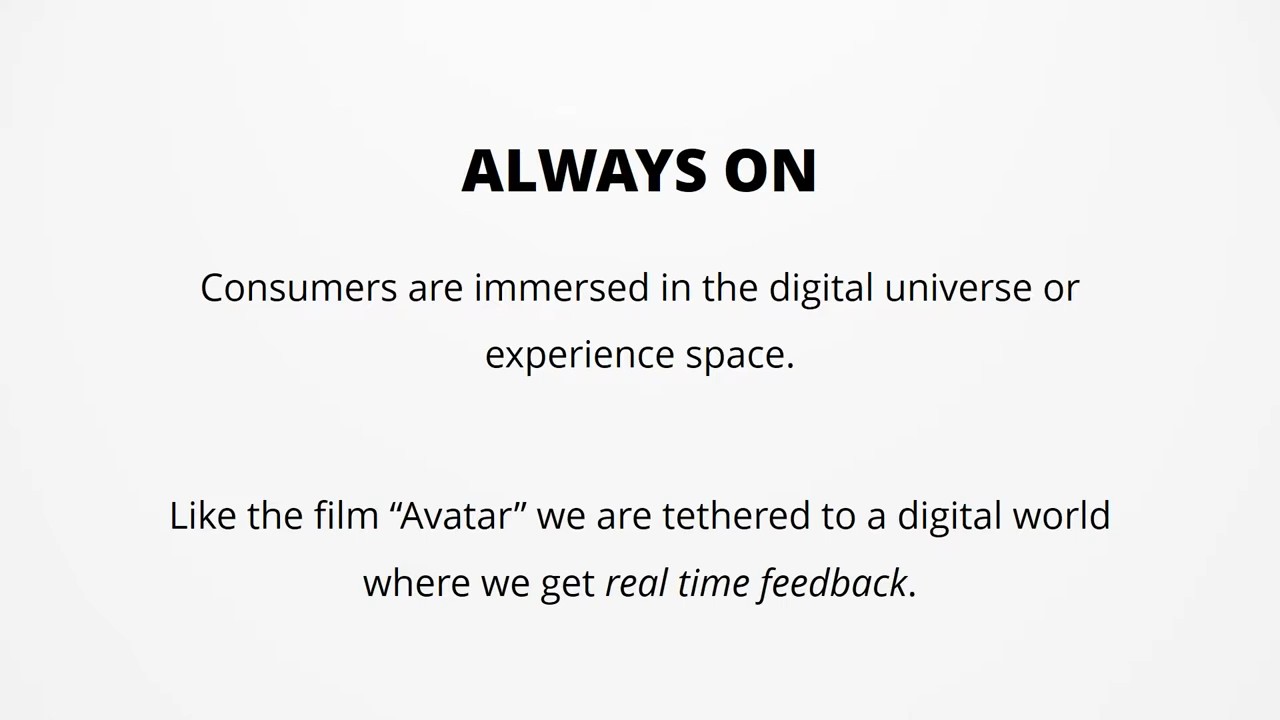 ALWAYS ON
Consumers are immersed in the digital universe or
experience space.
Like the film “Avatar” we are tethered to a digital world
where we get real time feedback.